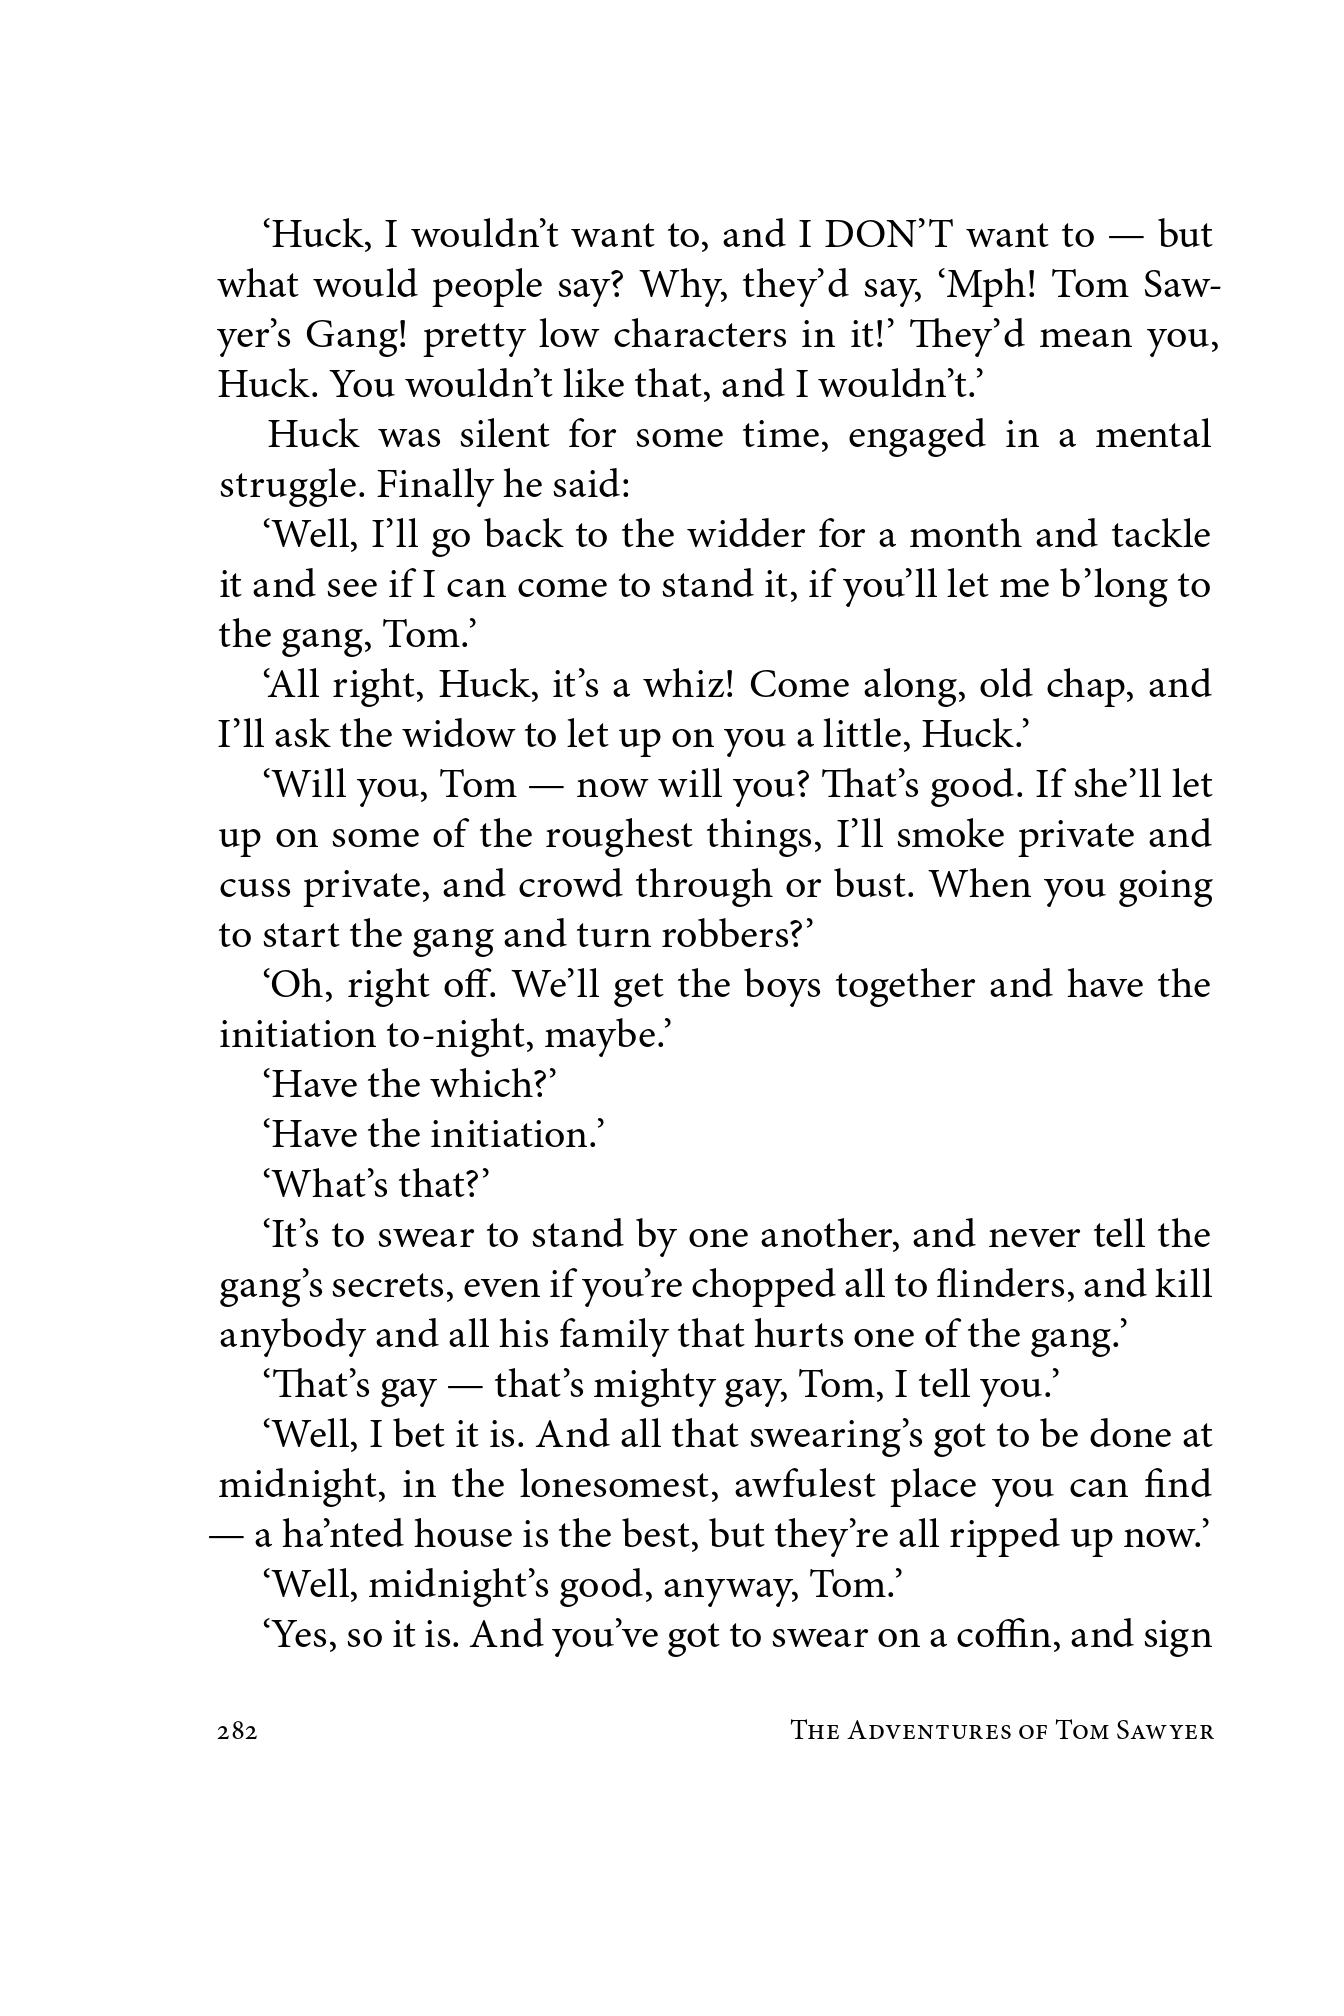 ‘Huck, I wouldn’t want to, and I DON’T want to — but
what would people say? Why, they’d say, ‘Mph! Tom Saw-
yer’s Gang! pretty low characters in it!’ They’d mean you,
Huck. You wouldn’t like that, and I wouldn’t.’
Huck was silent for some time, engaged in a mental
struggle. Finally he said:
‘Well, I’ll go back to the widder for a month and tackle
it and see if I can come to stand it, if you’ll let me b’long to
the gang, Tom.’
‘All right, Huck, it’s a whiz! Come along, old chap, and
I’ll ask the widow to let up on you a little, Huck.’
‘Will you, Tom — now will you? That’s good. If she’ll let
up on some of the roughest things, I’ll smoke private and
cuss private, and crowd through or bust. When you going
to start the gang and turn robbers?’
‘Oh, right off. We’ll get the boys together and have the
initiation to-night, maybe.’
‘Have the which?’
‘Have the initiation.’
‘What’s that?’
‘It’s to swear to stand by one another, and never tell the
gang’s secrets, even if you’re chopped all to flinders, and kill
anybody and all his family that hurts one of the gang.’
‘That’s gay — that’s mighty gay, Tom, I tell you.’
‘Well, I bet it is. And all that swearing’s got to be done at
midnight, in the lonesomest, awfulest place you can find
— a ha’nted house is the best, but they’re all ripped up now.’
‘Well, midnight’s good, anyway, Tom.’
‘Yes, so it is. And you’ve got to swear on a coffin, and sign
282 The Adventures of Tom Sawyer